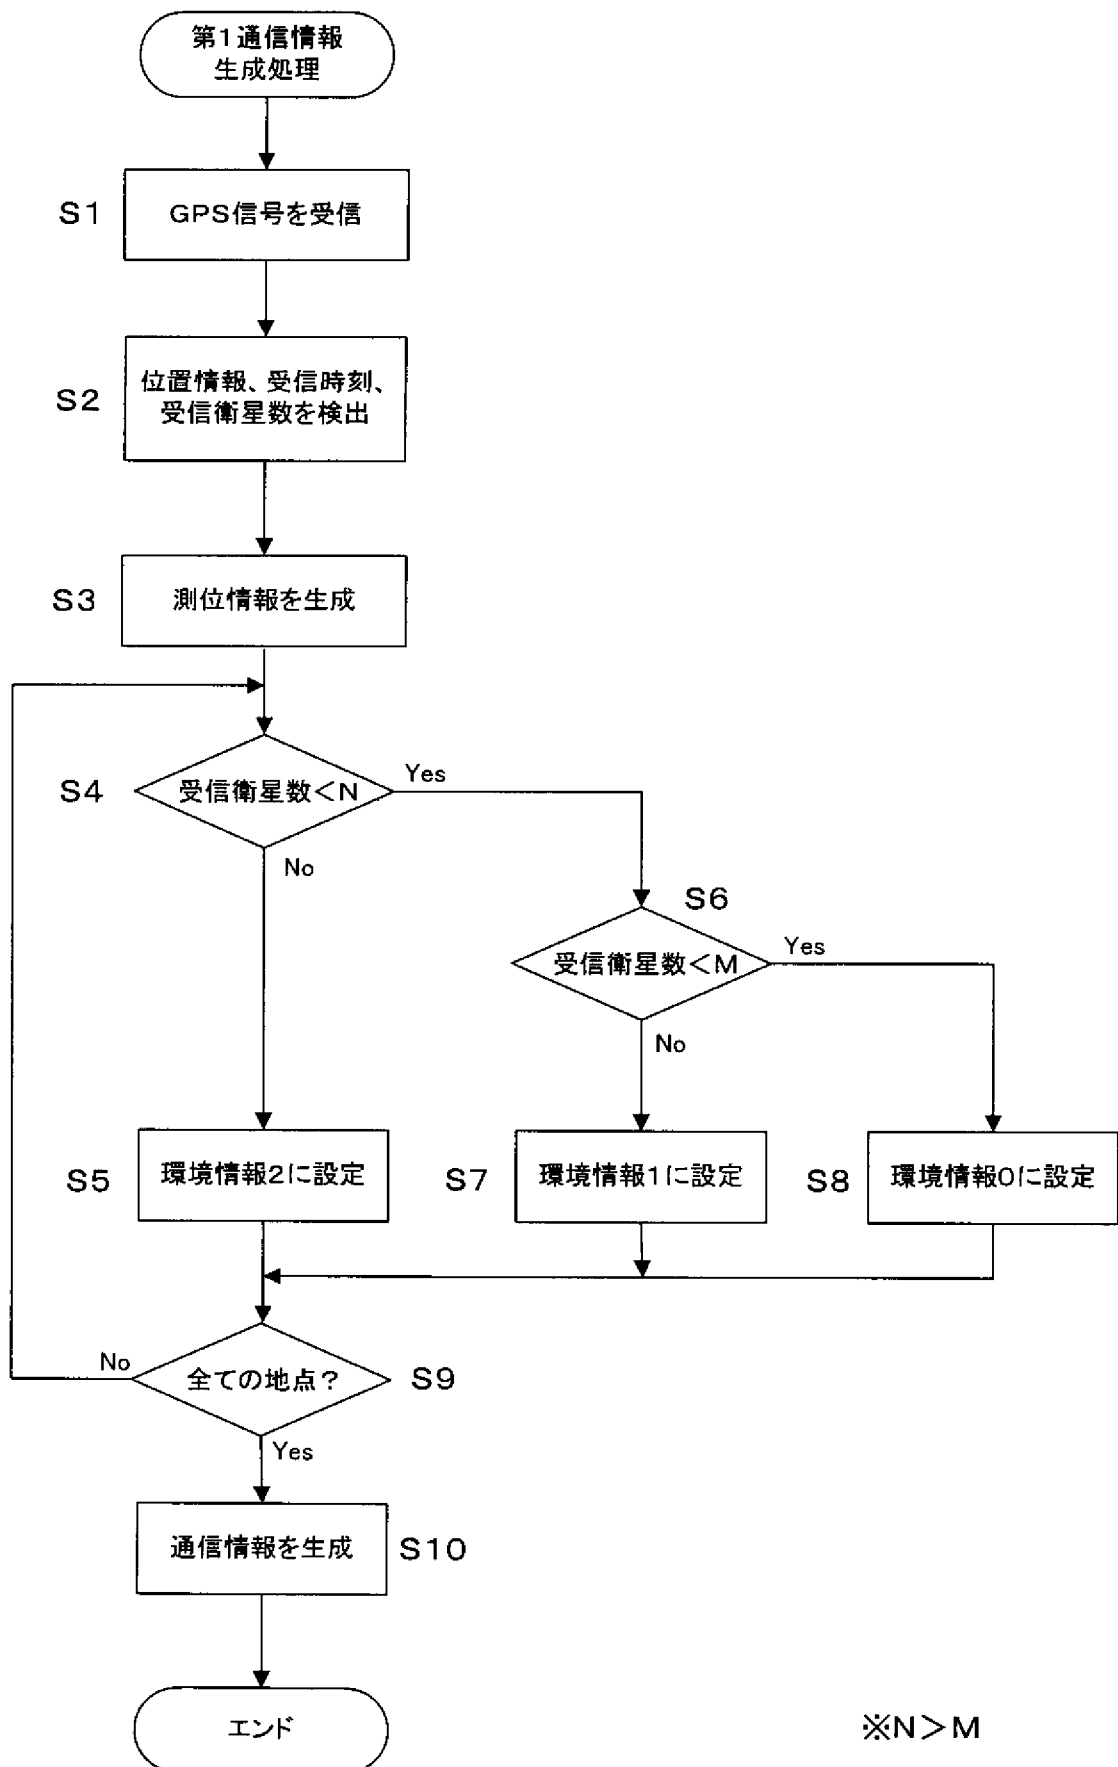 第1通信情報
生成処理
S1
GPS信号を受信
S2
位置情報、受信時刻、
受信衛星数を検出
S3
測位情報を生成
S4
受信衛星数<N
Yes
No
S6
受信衛星数<M
Yes
No
S5
環境情報2に設定
S7
環境情報1に設定
S8
環境情報0に設定
No
全ての地点?
S9
Yes
通信情報を生成
S10
エンド
※N>M